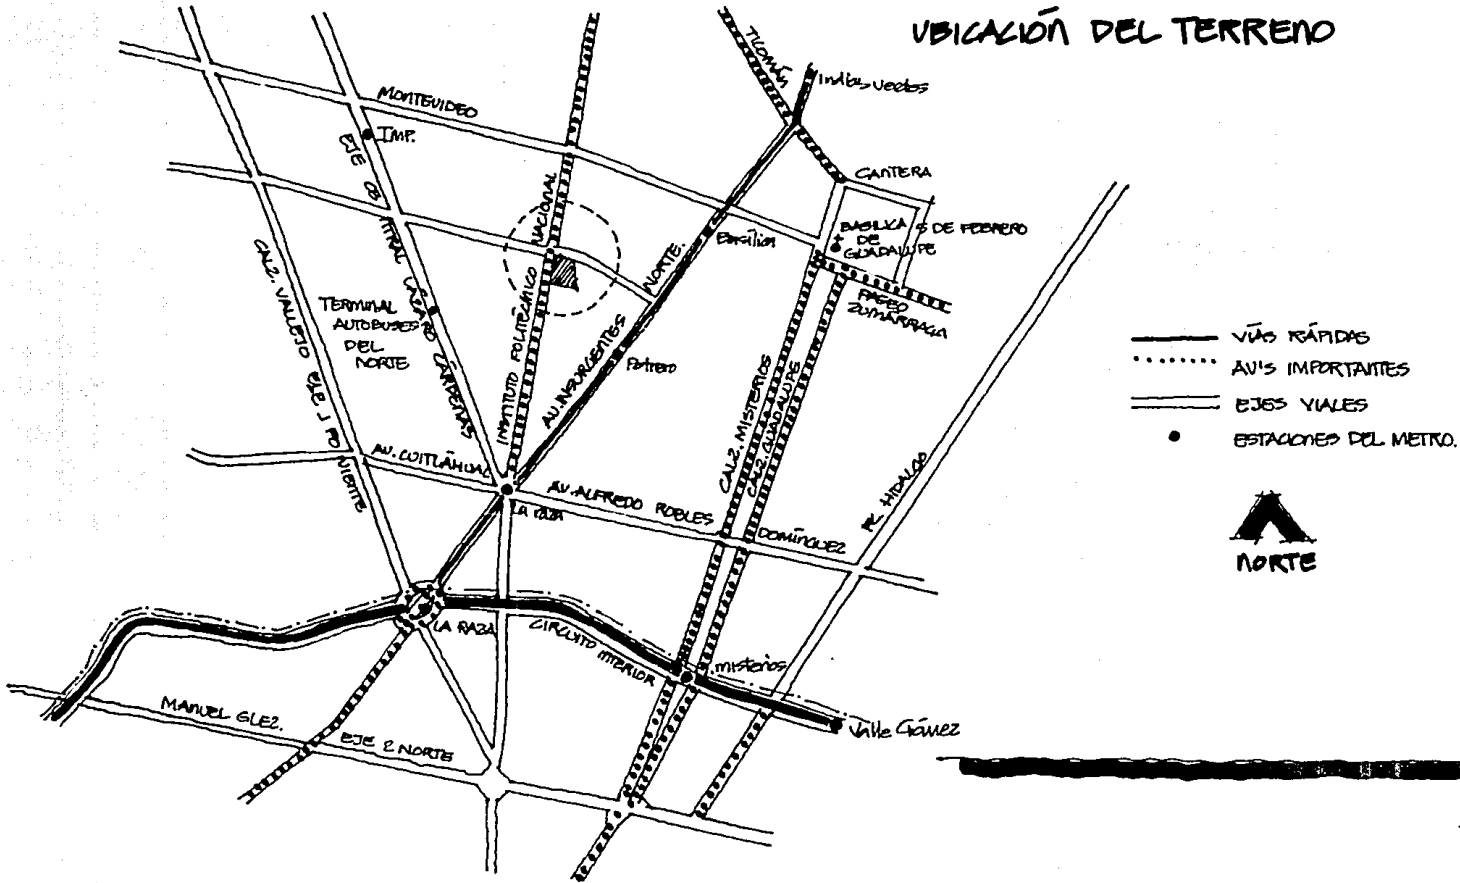 UBICACIÓN DEL TERRENO
TICOMÁN
Indios Verdes
MONTEVIDEO
IMP.
EJE CENTRAL LÁZARO CÁRDENAS
CANTERA
BASILICA
DE
GUADALUPE
5 DE FEBRERO
Basílica
PASEO
ZUMÁRRAGA
CALZ. VALLEJO EJE 1 PONIENTE
TERMINAL
AUTOBUSES
DEL
NORTE
INSTITUTO POLITÉCNICO NACIONAL
AV. INSURGENTES NORTE.
Potrero
VÍAS RÁPIDAS
AV'S IMPORTANTES
EJES VIALES
ESTACIONES DEL METRO.
CALZ. MISTERIOS
CALZ. GUADALUPE
FC. HIDALGO
AV. CUITLÁHUAC
La raza
AV. ALFREDO ROBLES DOMÍNGUEZ
NORTE
LA RAZA
CIRCUITO INTERIOR
misterios
Valle Gómez
MANUEL GLEZ.
EJE 2 NORTE